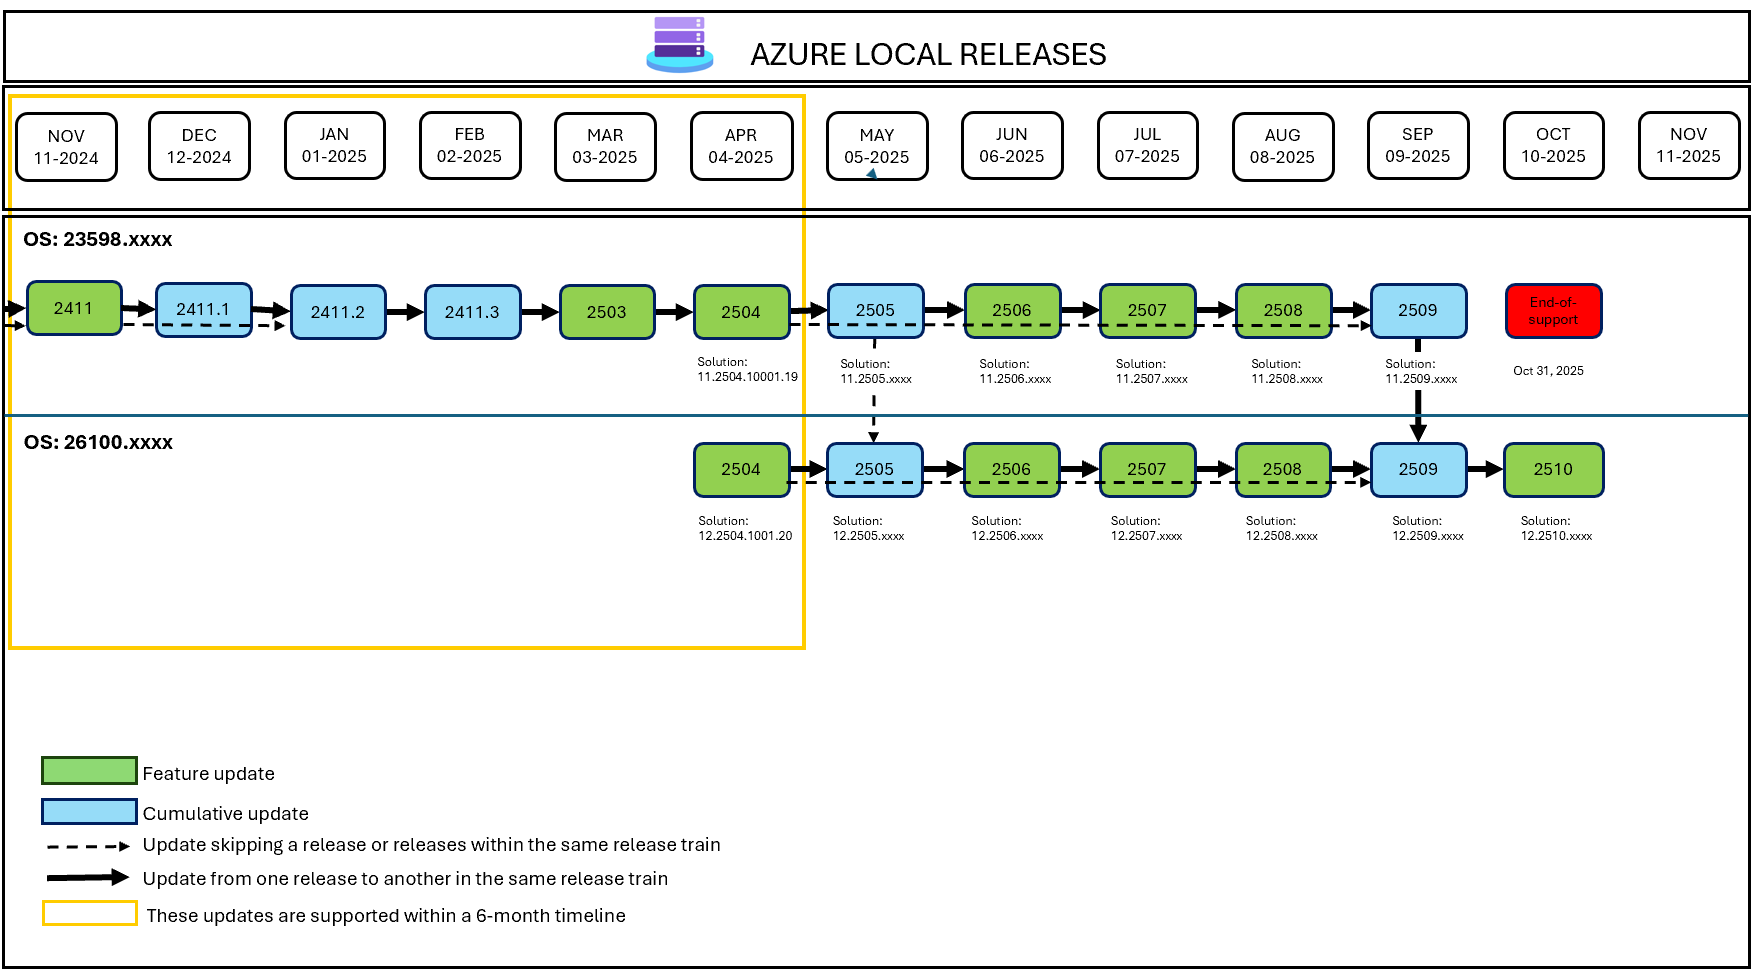 AZURE LOCAL RELEASES
NOV
11-2024
DEC
12-2024
JAN
01-2025
FEB
02-2025
MAR
03-2025
APR
04-2025
MAY
05-2025
JUN
06-2025
JUL
07-2025
AUG
08-2025
SEP
09-2025
OCT
10-2025
NOV
11-2025
OS: 23598.xxxx
2411
2411.1
2411.2
2411.3
2503
2504
2505
2506
2507
2508
2509
End-of-
support
Solution:
11.2504.10001.19
Solution:
11.2505.xxxx
Solution:
11.2506.xxxx
Solution:
11.2507.xxxx
Solution:
11.2508.xxxx
Solution:
11.2509.xxxx
Oct 31, 2025
OS: 26100.xxxx
2504
2505
2506
2507
2508
2509
2510
Solution:
12.2504.1001.20
Solution:
12.2505.xxxx
Solution:
12.2506.xxxx
Solution:
12.2507.xxxx
Solution:
12.2508.xxxx
Solution:
12.2509.xxxx
Solution:
12.2510.xxxx
Feature update
Cumulative update
Update skipping a release or releases within the same release train
Update from one release to another in the same release train
These updates are supported within a 6-month timeline